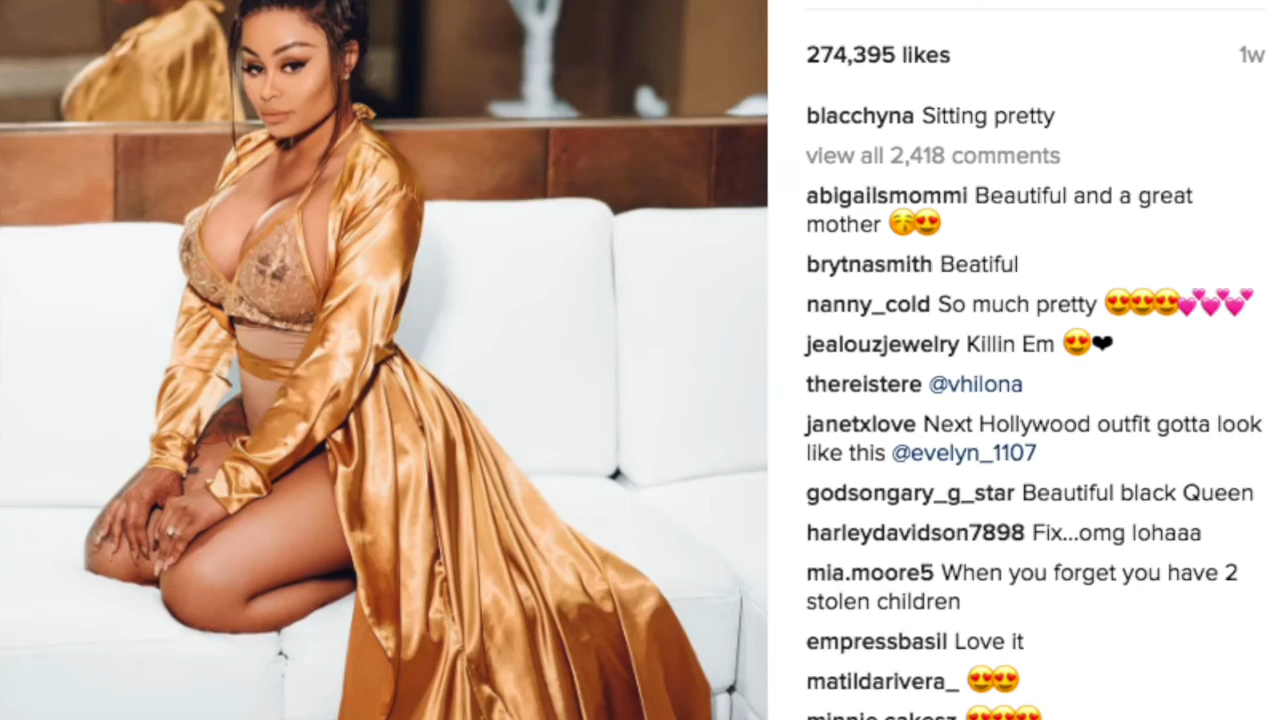 274,395 likes 1w
blacchyna Sitting pretty
view all 2,418 comments
abigailsmommi Beautiful and a great
mother 😚😍
brytnasmith Beatiful
nanny_cold So much pretty 😍😍😍💕💕💕
jealouzjewelry Killin Em 😍❤
thereistere @vhilona
janetxlove Next Hollywood outfit gotta look
like this @evelyn_1107
godsongary_g_star Beautiful black Queen
harleydavidson7898 Fix...omg lohaaa
mia.moore5 When you forget you have 2
stolen children
empressbasil Love it
matildarivera_ 😍😍
minnie.cakesz 😍😍😍😍